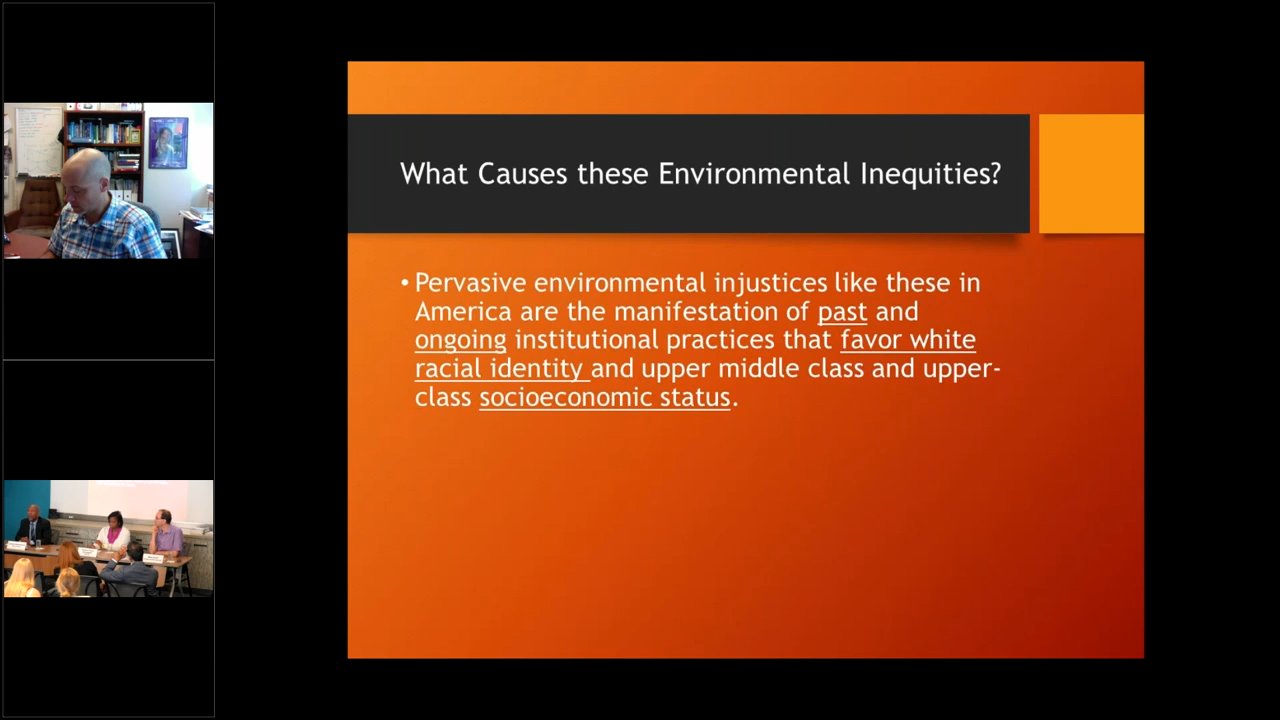 What Causes these Environmental Inequities?
• Pervasive environmental injustices like these in
America are the manifestation of past and
ongoing institutional practices that favor white
racial identity and upper middle class and upper-
class socioeconomic status.